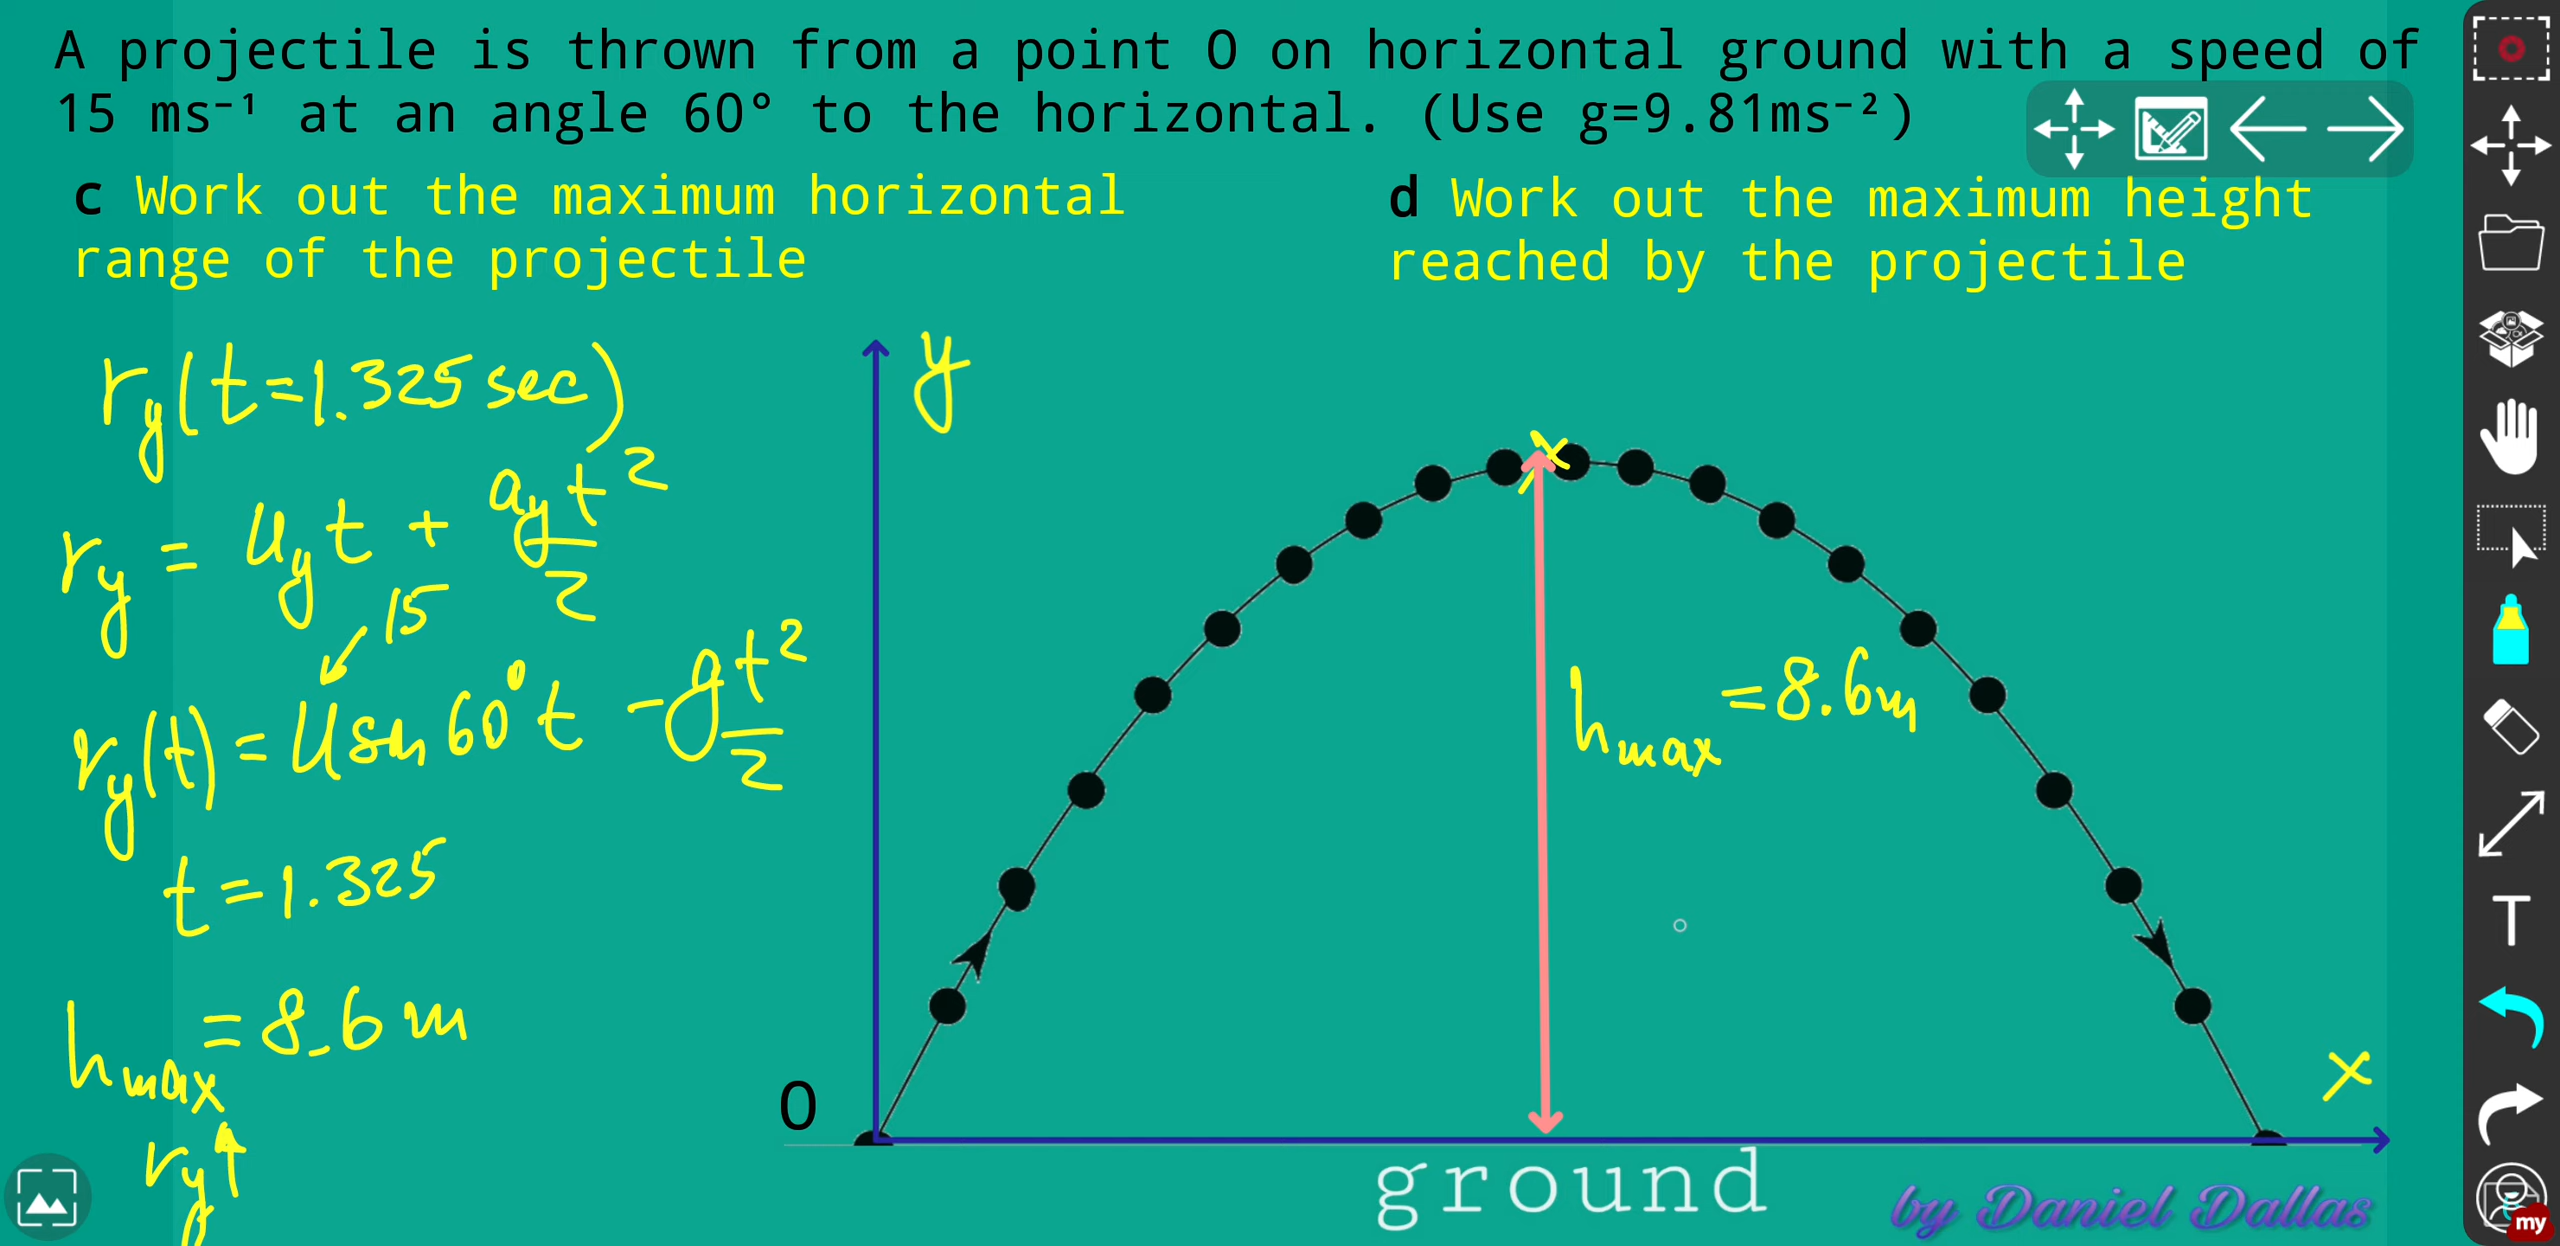 A projectile is thrown from a point O on horizontal ground with a speed of
15 ms⁻¹ at an angle 60° to the horizontal. (Use g=9.81ms⁻²)
c Work out the maximum horizontal
range of the projectile
d Work out the maximum height
reached by the projectile
r_y(t=1.325 sec)
r_y = u_y t + a_y t²/2
15
r_y(t) = U sin 60° t - g t²/2
t = 1.325
h_max = 8.6 m
r_y↑
y
h_max = 8.6m
x
O
ground
by Daniel Dallas
T
my